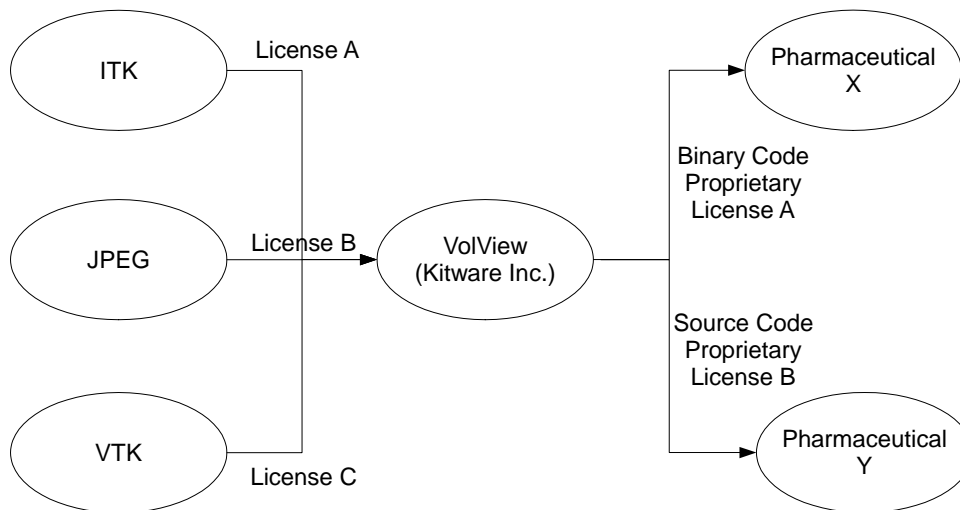 ITK
License A
JPEG
License B
VTK
License C
VolView
(Kitware Inc.)
Pharmaceutical
X
Binary Code
Proprietary
License A
Source Code
Proprietary
License B
Pharmaceutical
Y